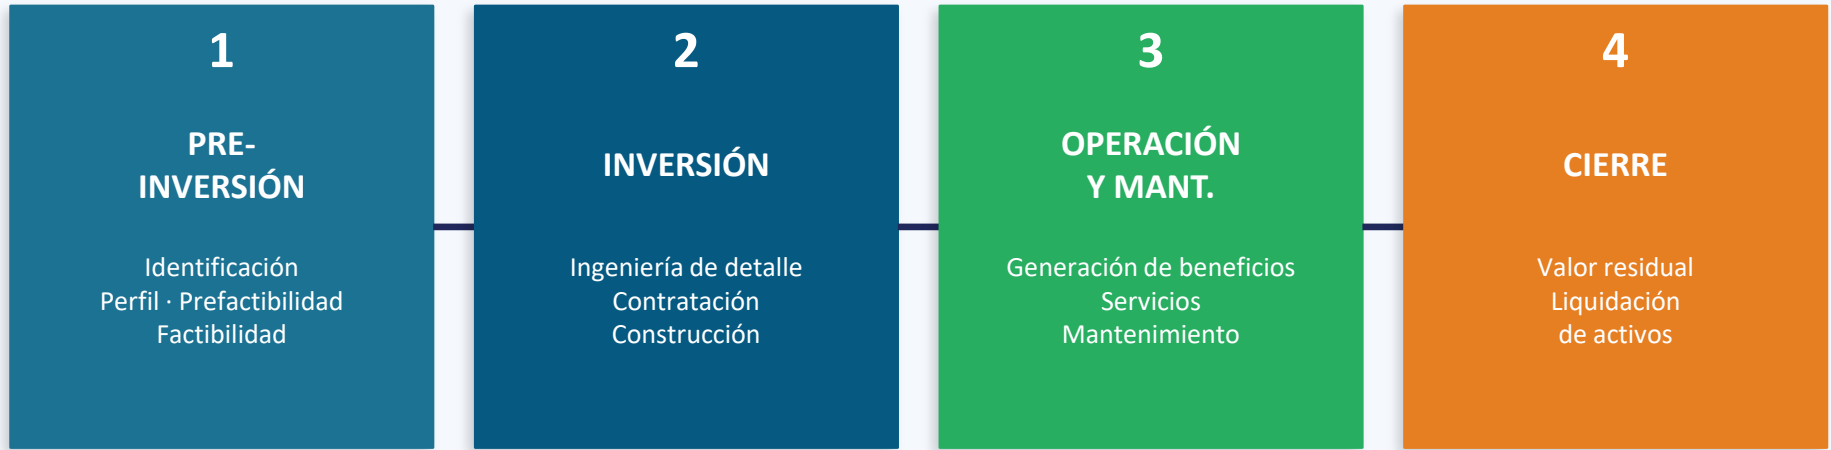 1
PRE-
INVERSIÓN
Identificación
Perfil · Prefactibilidad
Factibilidad
2
INVERSIÓN
Ingeniería de detalle
Contratación
Construcción
3
OPERACIÓN
Y MANT.
Generación de beneficios
Servicios
Mantenimiento
4
CIERRE
Valor residual
Liquidación
de activos